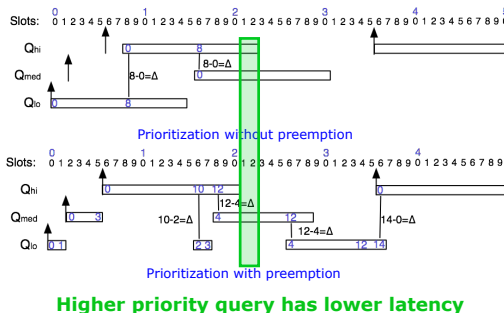 0 1 2 3 4 5
Slots: 0 1 2 3 4 5 6 7 8 9 0 1 2 3 4 5 6 7 8 9 0 1 2 3 4 5 6 7 8 9 0 1 2 3 4 5 6 7 8 9 0 1 2 3 4 5 6 7 8 9
Qhi 0 8
8-0=Δ
Qmed 0
8-0=Δ
Qlo 0 8
Prioritization without preemption
0 1 2 0
Slots: 0 1 2 3 4 5 6 7 8 9 0 1 2 3 4 5 6 7 8 9 0 1 2 3 4 5 6 7 8 9 0 1 2 3 4 5 6 7 8 9 0 1 2 3 4 5 6 7 8 9
Qhi 0 10 12 0
12-4=Δ
Qmed 0 3 10-2=Δ 4 12 14-0=Δ
12-4=Δ
Qlo 0 1 2 3 4 12 14
Prioritization with preemption
Higher priority query has lower latency